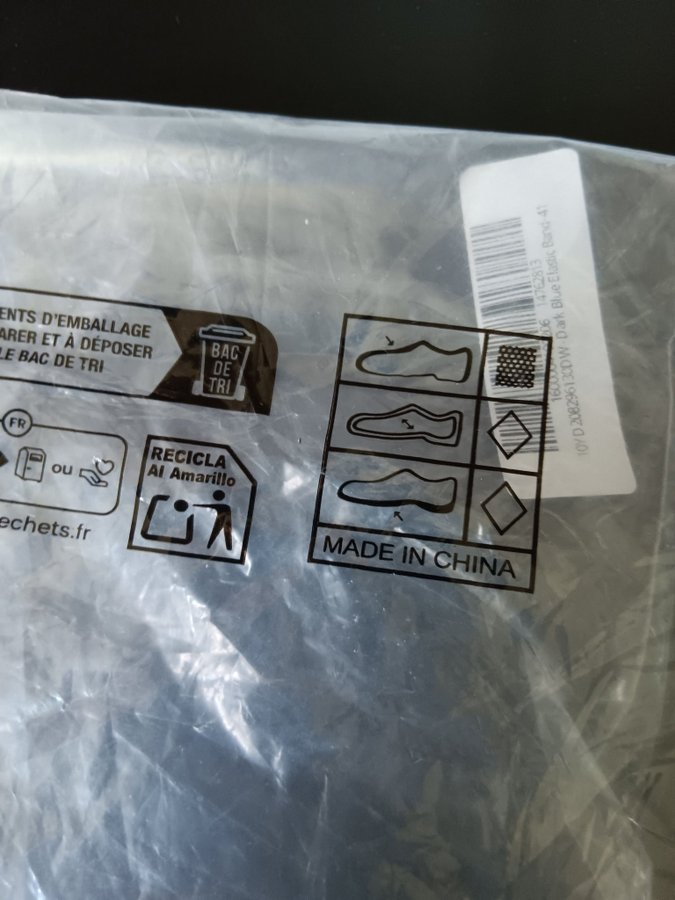 ENTS D'EMBALLAGE
ARER ET À DÉPOSER
LE BAC DE TRI
BAC
DE
TRI
FR
ou
echets.fr
RECICLA
Al Amarillo
MADE IN CHINA
14762813
Dark Blue Elastic Band-41